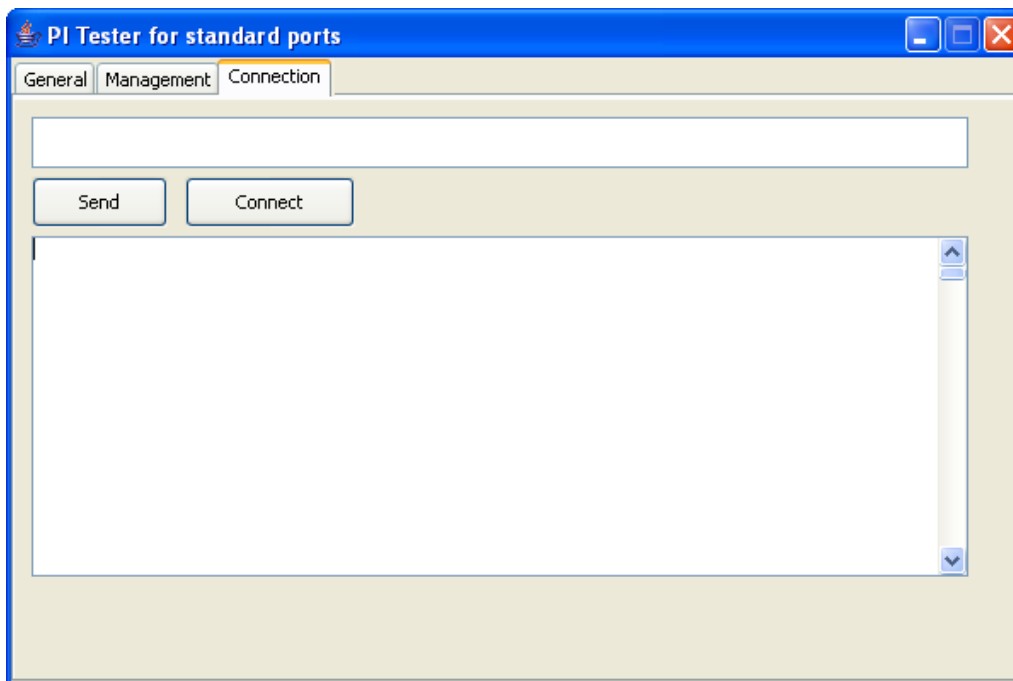 PI Tester for standard ports
General Management Connection
Send Connect